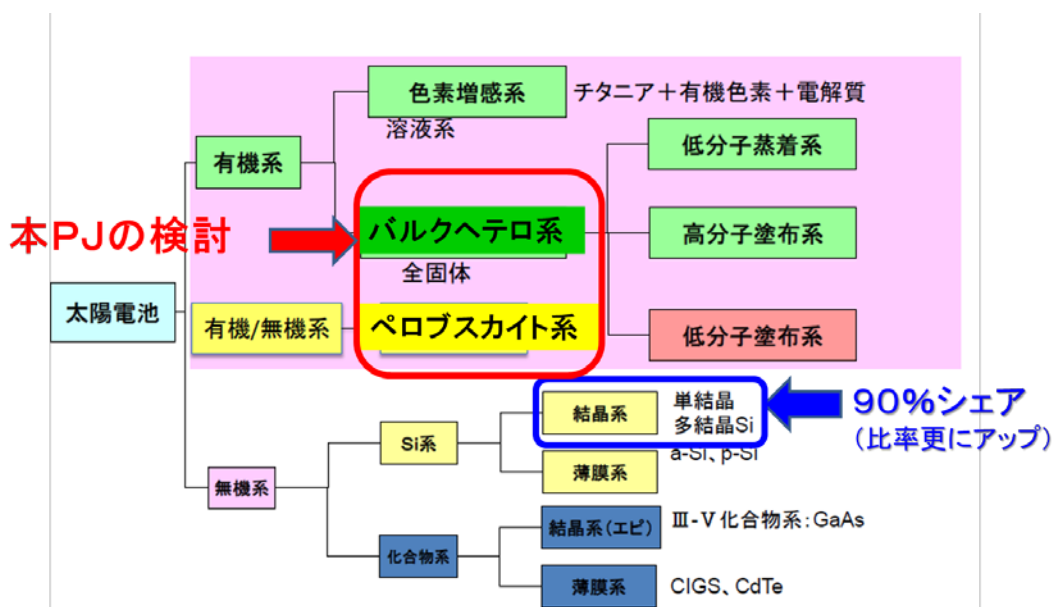 色素増感系
チタニア＋有機色素＋電解質
溶液系
有機系
低分子蒸着系
本PJの検討
バルクヘテロ系
高分子塗布系
全固体
太陽電池
有機/無機系
ペロブスカイト系
低分子塗布系
結晶系
単結晶
多結晶Si
90%シェア
(比率更にアップ)
Si系
a-Si、p-Si
薄膜系
無機系
結晶系(エピ)
Ⅲ-Ⅴ化合物系：GaAs
化合物系
薄膜系
CIGS、CdTe